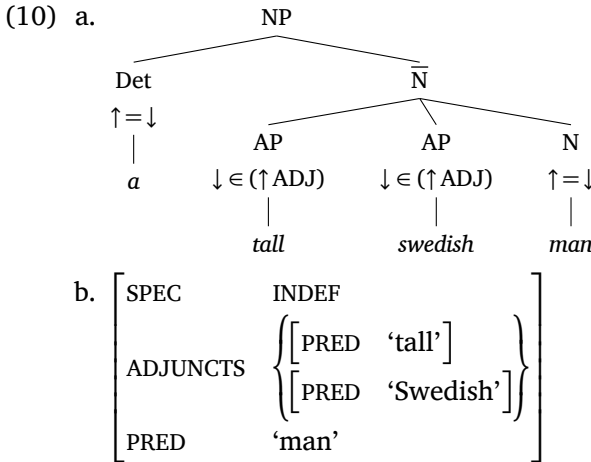 (10) a. NP
Det N̅
↑=↓
AP AP N
↓∈(↑ADJ) ↓∈(↑ADJ) ↑=↓
a
tall swedish man
b. [SPEC INDEF
ADJUNCTS {[PRED ‘tall’]
[PRED ‘Swedish’]}
PRED ‘man’]